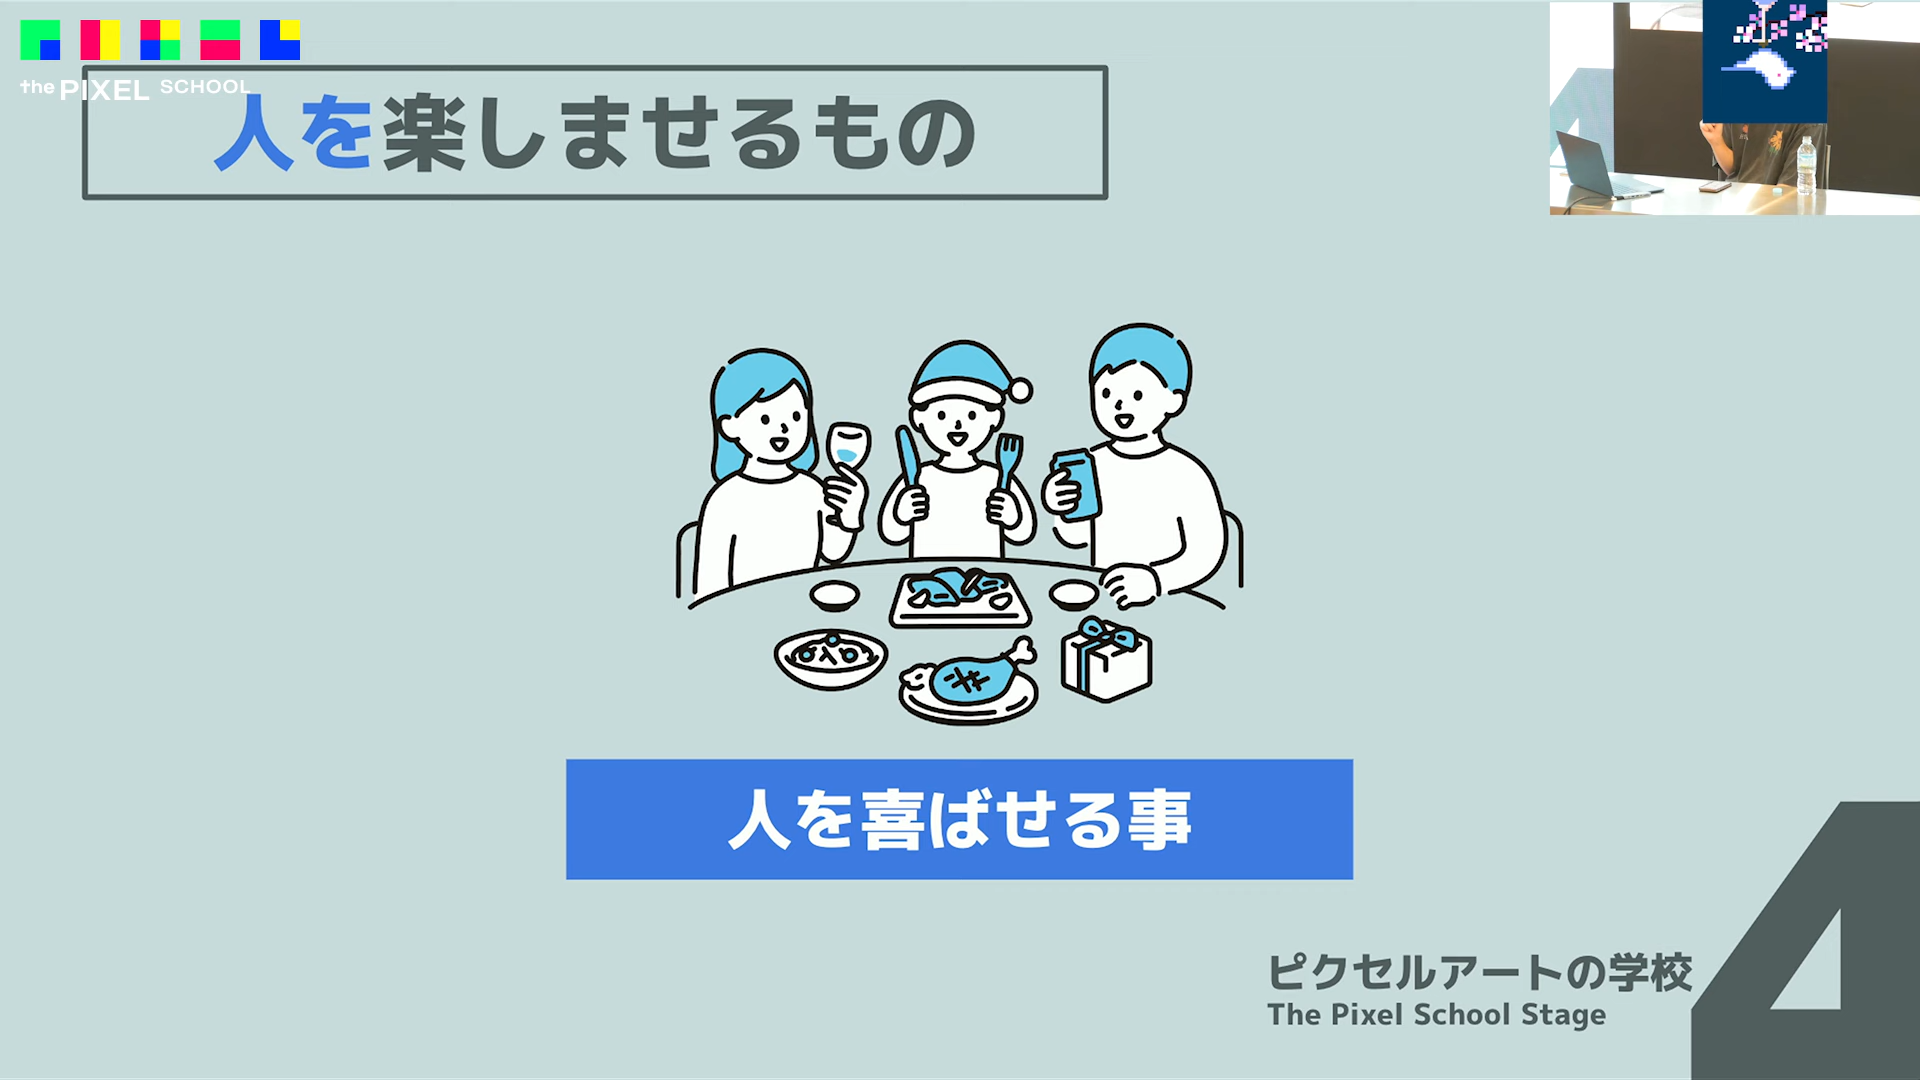 the PIXEL SCHOOL
人を楽しませるもの
人を喜ばせる事
ピクセルアートの学校
The Pixel School Stage
4